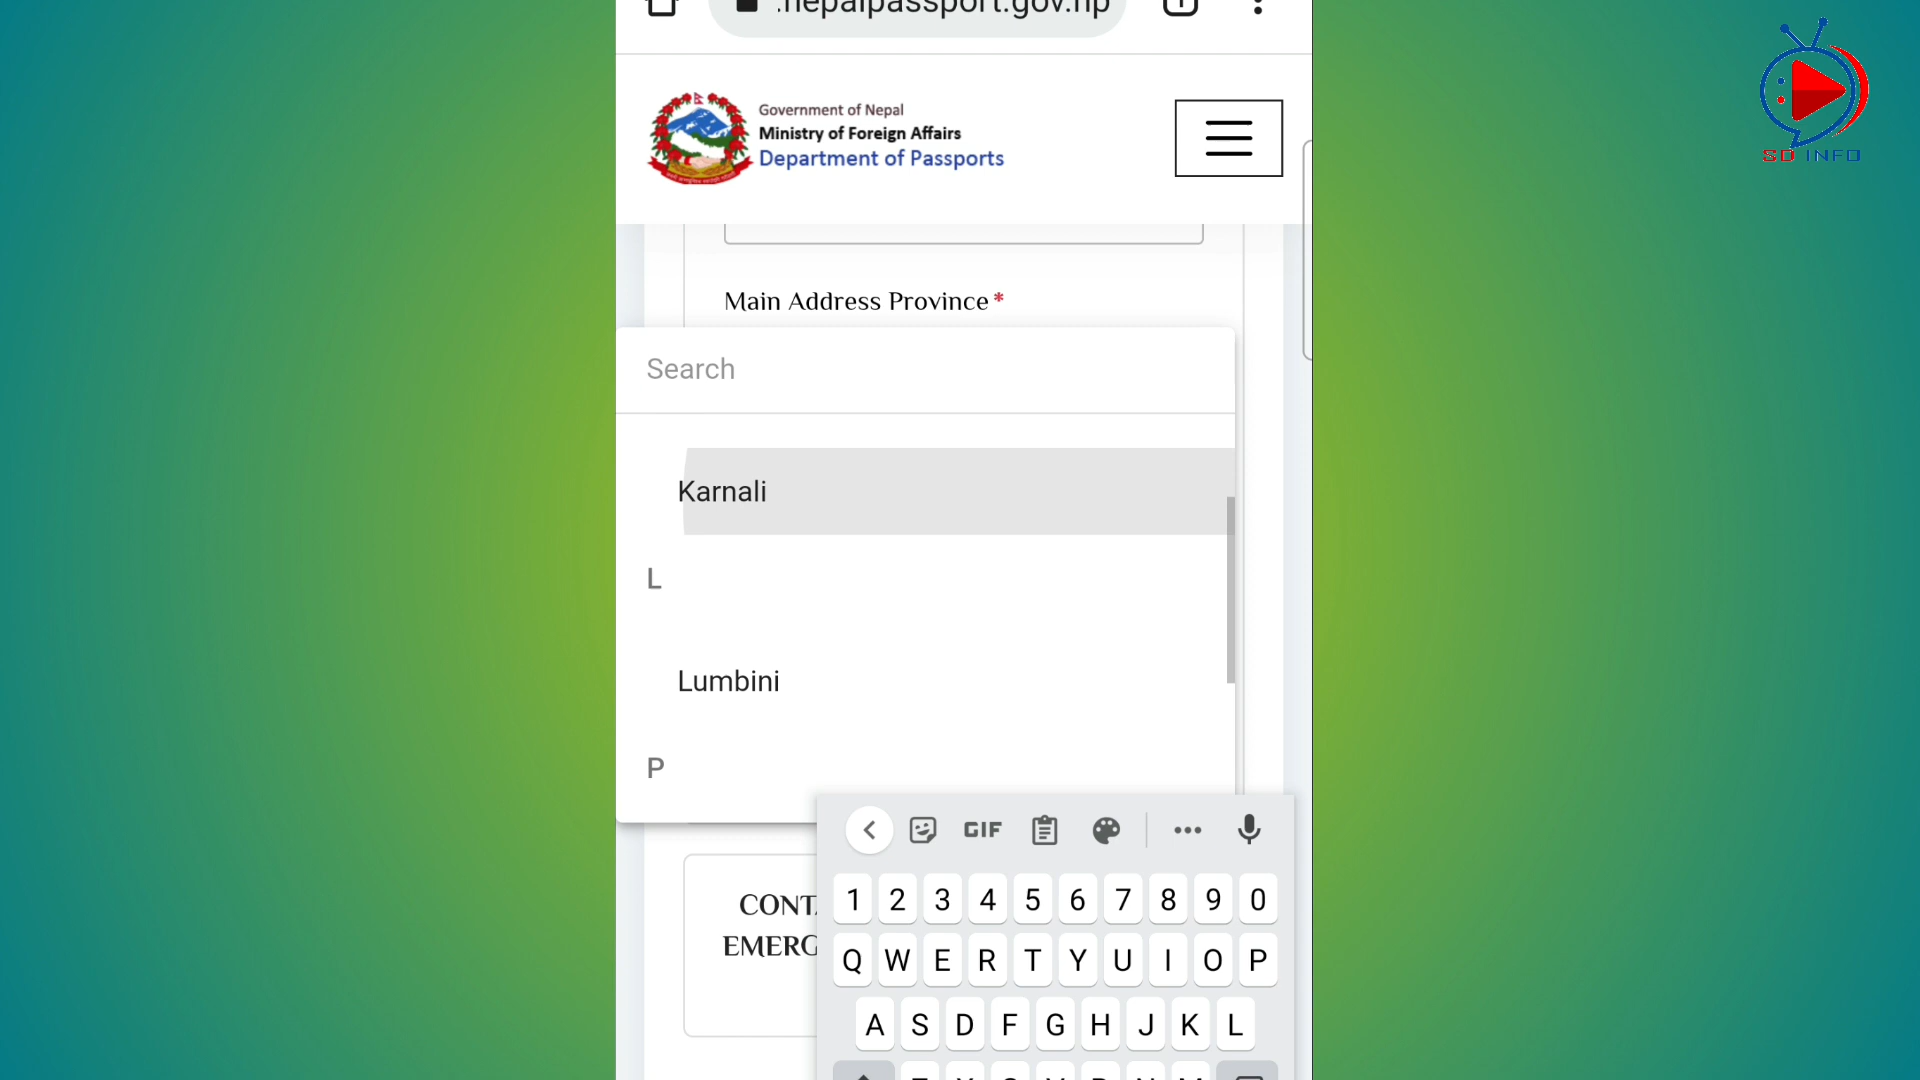 .nepalpassport.gov.np
Government of Nepal
Ministry of Foreign Affairs
Department of Passports
SD INFO
Main Address Province*
Search
Karnali
L
Lumbini
P
GIF
CONT
EMERG
1 2 3 4 5 6 7 8 9 0
Q W E R T Y U I O P
A S D F G H J K L